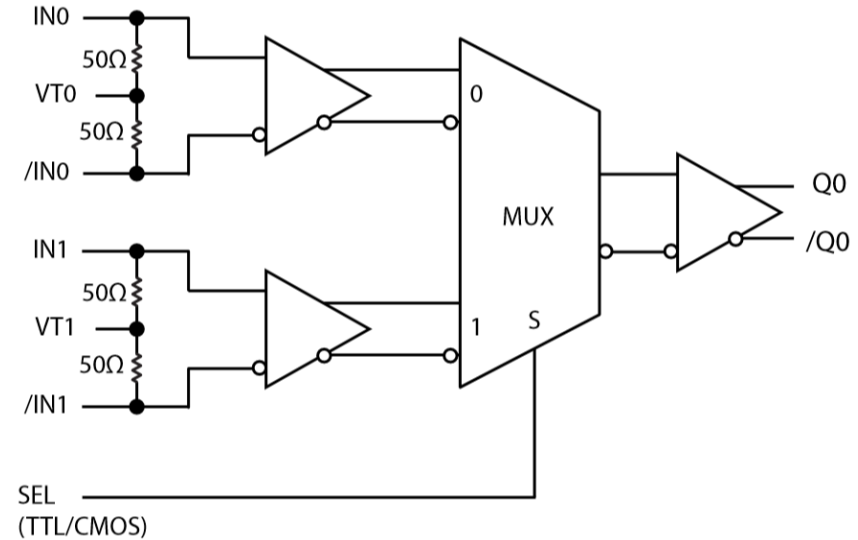 IN0
50Ω
VT0
50Ω
/IN0
0
MUX
Q0
/Q0
IN1
50Ω
VT1
50Ω
/IN1
1
S
SEL
(TTL/CMOS)